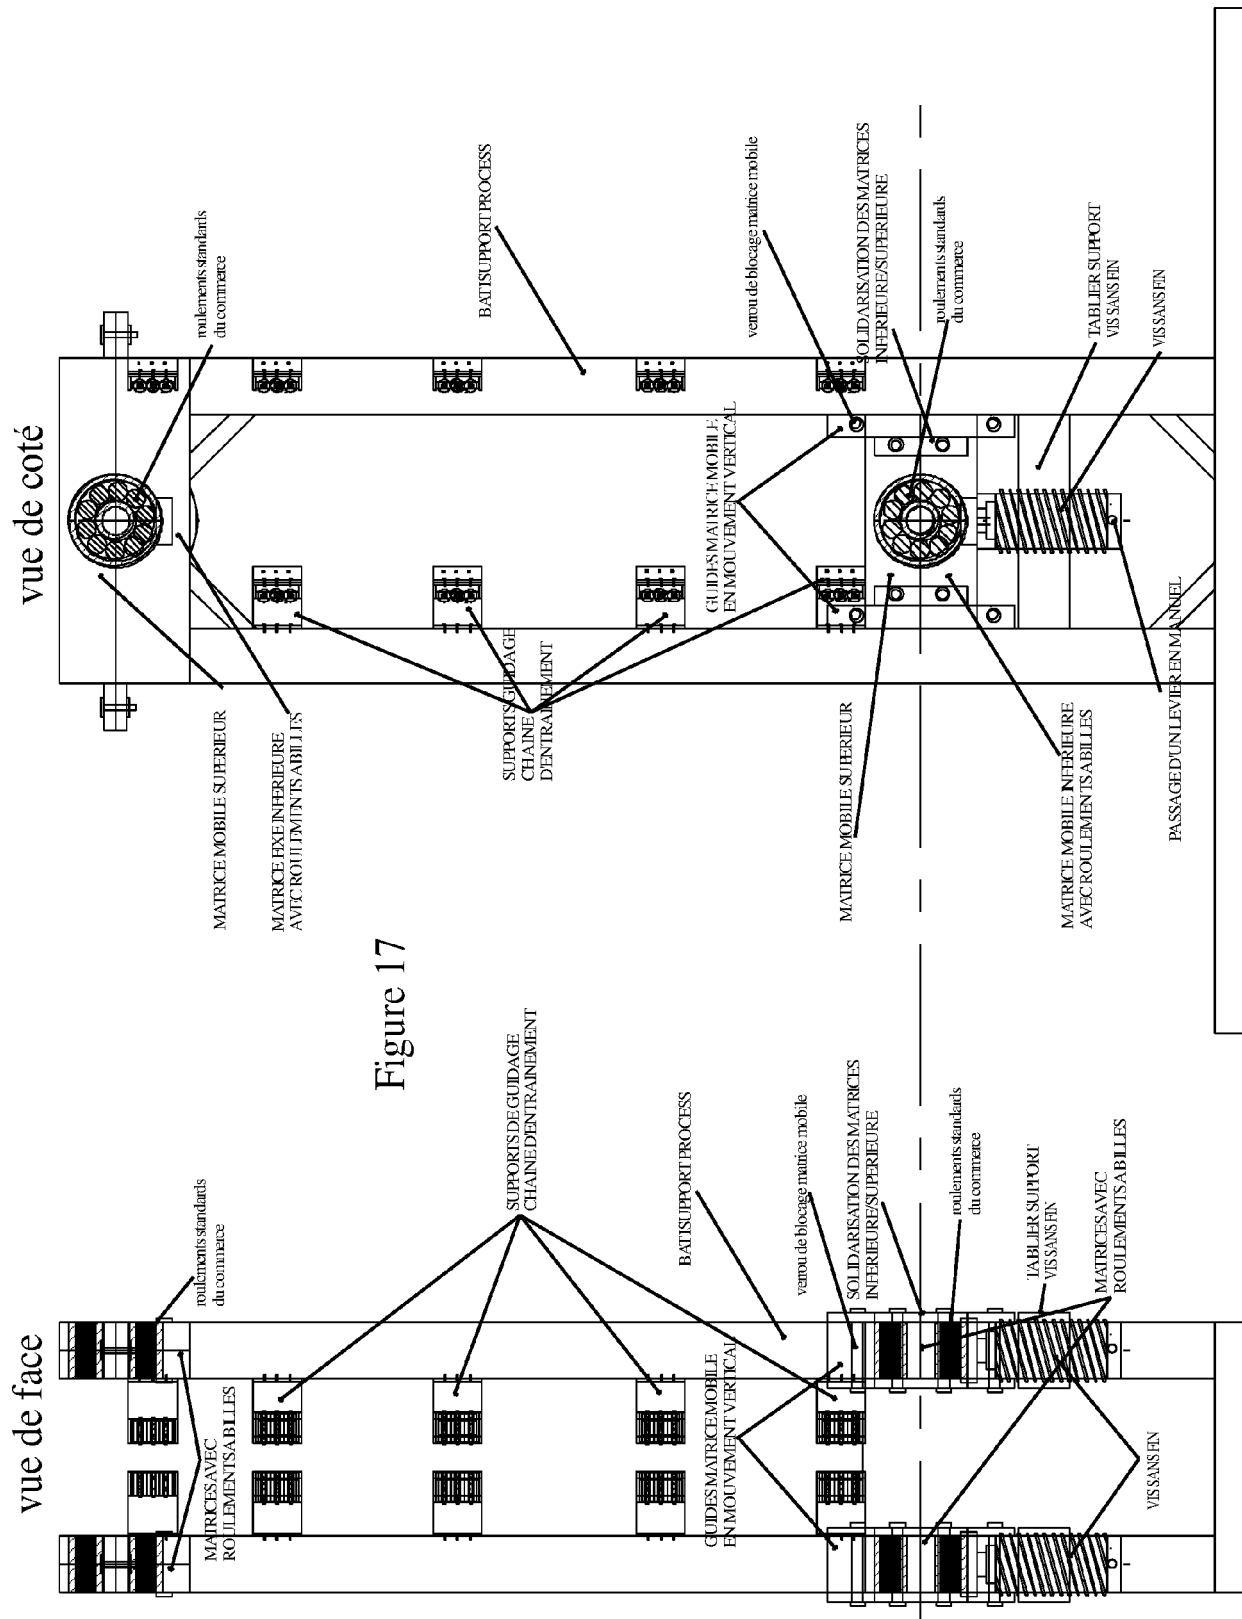 vue de coté
roulements standards
du commerce
BATI SUPPORT PROCESS
verrou de blocage matrice mobile
SOLIDARISATION DES MATRICES
INFERIEURE/SUPERIEURE
roulements standards
du commerce
TABLIER SUPPORT
VIS SANS FIN
VIS SANS FIN
GUIDES MATRICE MOBILE
EN MOUVEMENT VERTICAL
MATRICE MOBILE SUPERIEUR
MATRICE FIXE INFERIEURE
AVEC ROULEMENTS A BILLES
SUPPORTS GUIDAGE
CHAINE
D'ENTRAINEMENT
MATRICE MOBILE SUPERIEUR
MATRICE MOBILE INFERIEURE
AVEC ROULEMENTS A BILLES
PASSAGE D'UN LEVIER EN MANUEL
Figure 17
vue de face
roulements standards
du commerce
SUPPORTS DE GUIDAGE
CHAINE D'ENTRAINEMENT
BATI SUPPORT PROCESS
verrou de blocage matrice mobile
SOLIDARISATION DES MATRICES
INFERIEURE/SUPERIEURE
roulements standards
du commerce
TABLIER SUPPORT
VIS SANS FIN
MATRICES AVEC
ROULEMENTS A BILLES
MATRICES AVEC
ROULEMENTS A BILLES
GUIDES MATRICE MOBILE
EN MOUVEMENT VERTICAL
VIS SANS FIN